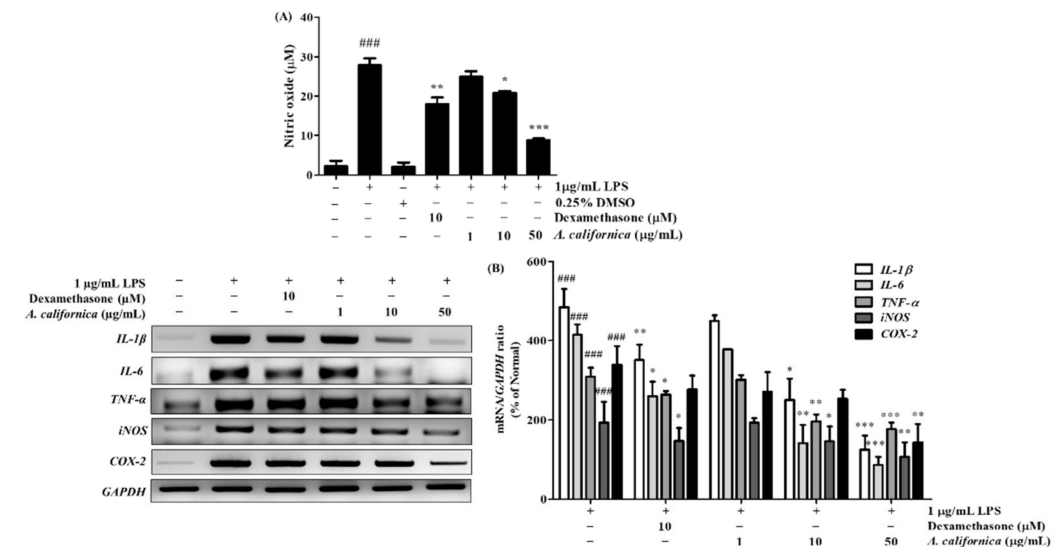 (A)
Nitric oxide (μM)
40
30
20
10
0
###
**
*
***
– + – + + + + 1μg/mL LPS
– – + – – – – 0.25% DMSO
– – – 10 – – – Dexamethasone (μM)
– – – – 1 10 50 A. californica (μg/mL)
1 μg/mL LPS – + + + + +
Dexamethasone (μM) – – 10 – – –
A. californica (μg/mL) – – – 1 10 50
IL-1β
IL-6
TNF-α
iNOS
COX-2
GAPDH
(B)
mRNA/GAPDH ratio
(% of Normal)
600
400
200
0
### ### ### ### ###
** * * *
* ** ** *
*** *** *** ** **
IL-1β
IL-6
TNF-α
iNOS
COX-2
+ + + + + 1 μg/mL LPS
– 10 – – – Dexamethasone (μM)
– – 1 10 50 A. californica (μg/mL)